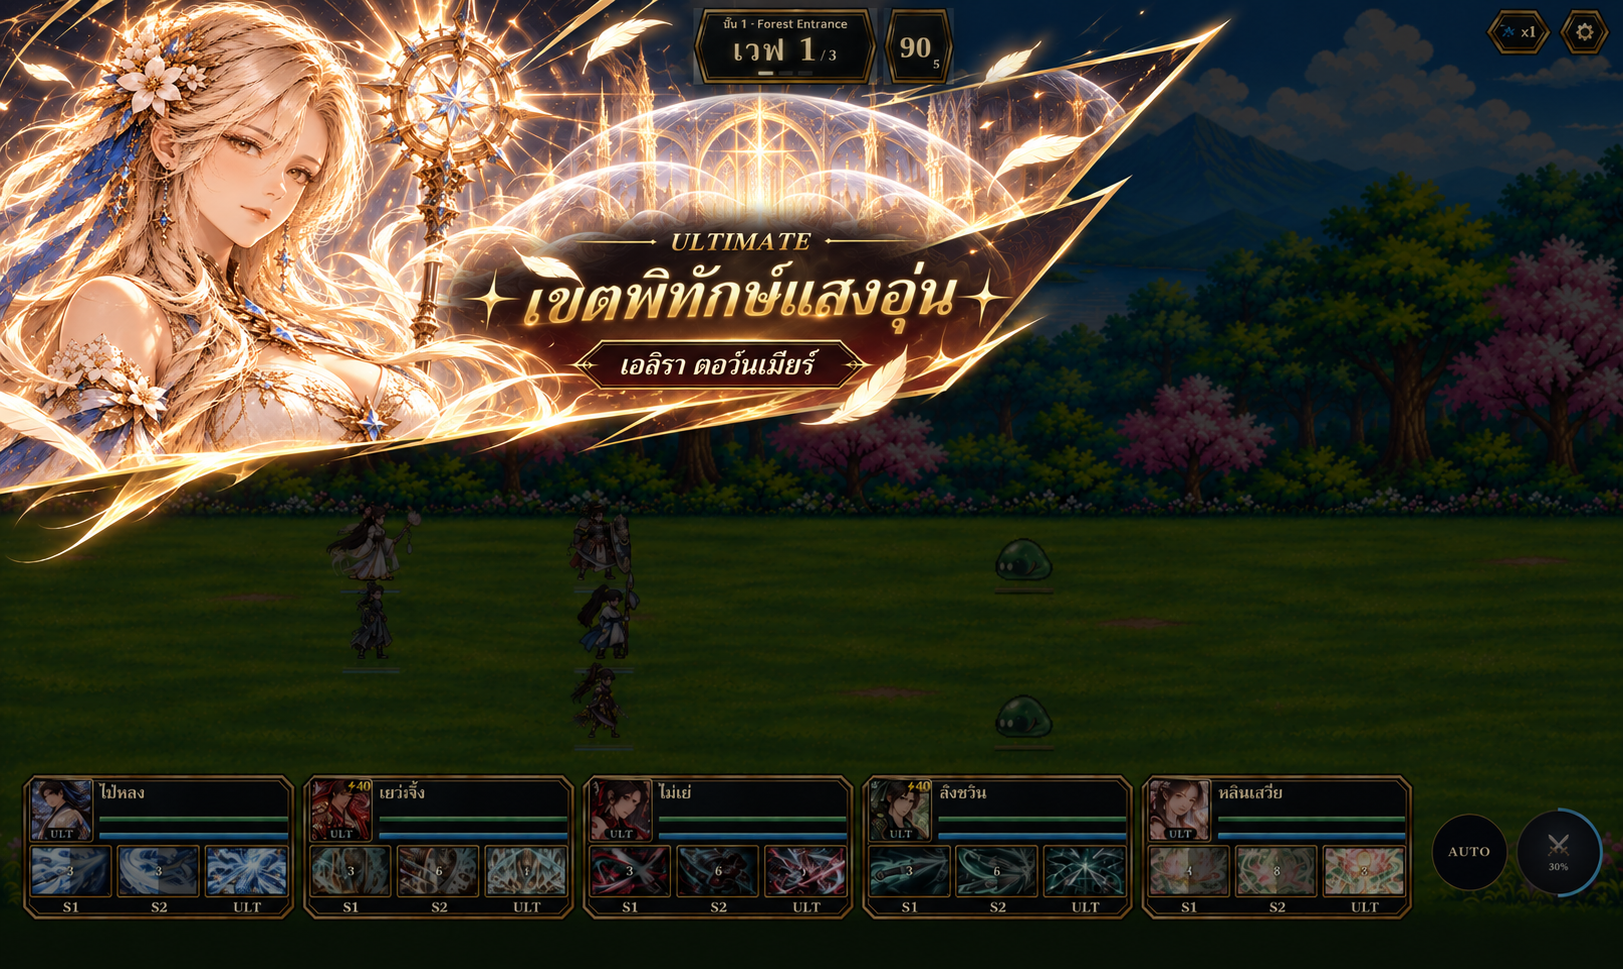 ปั้น 1 - Forest Entrance
เวฟ 1 / 3
90
5
x1
ULTIMATE
เขตพิทักษ์แสงอุ่น
เอลิรา ดอว์นเมียร์
ไป๋หลง
ULT
3
3
S1
S2
ULT
40
เยว่จิ้ง
ULT
3
6
S1
S2
ULT
ไม่เย่
ULT
3
6
S1
S2
ULT
40
ลิงชวิน
ULT
3
6
S1
S2
ULT
หลินเสวี่ย
ULT
4
8
3
S1
S2
ULT
AUTO
30%